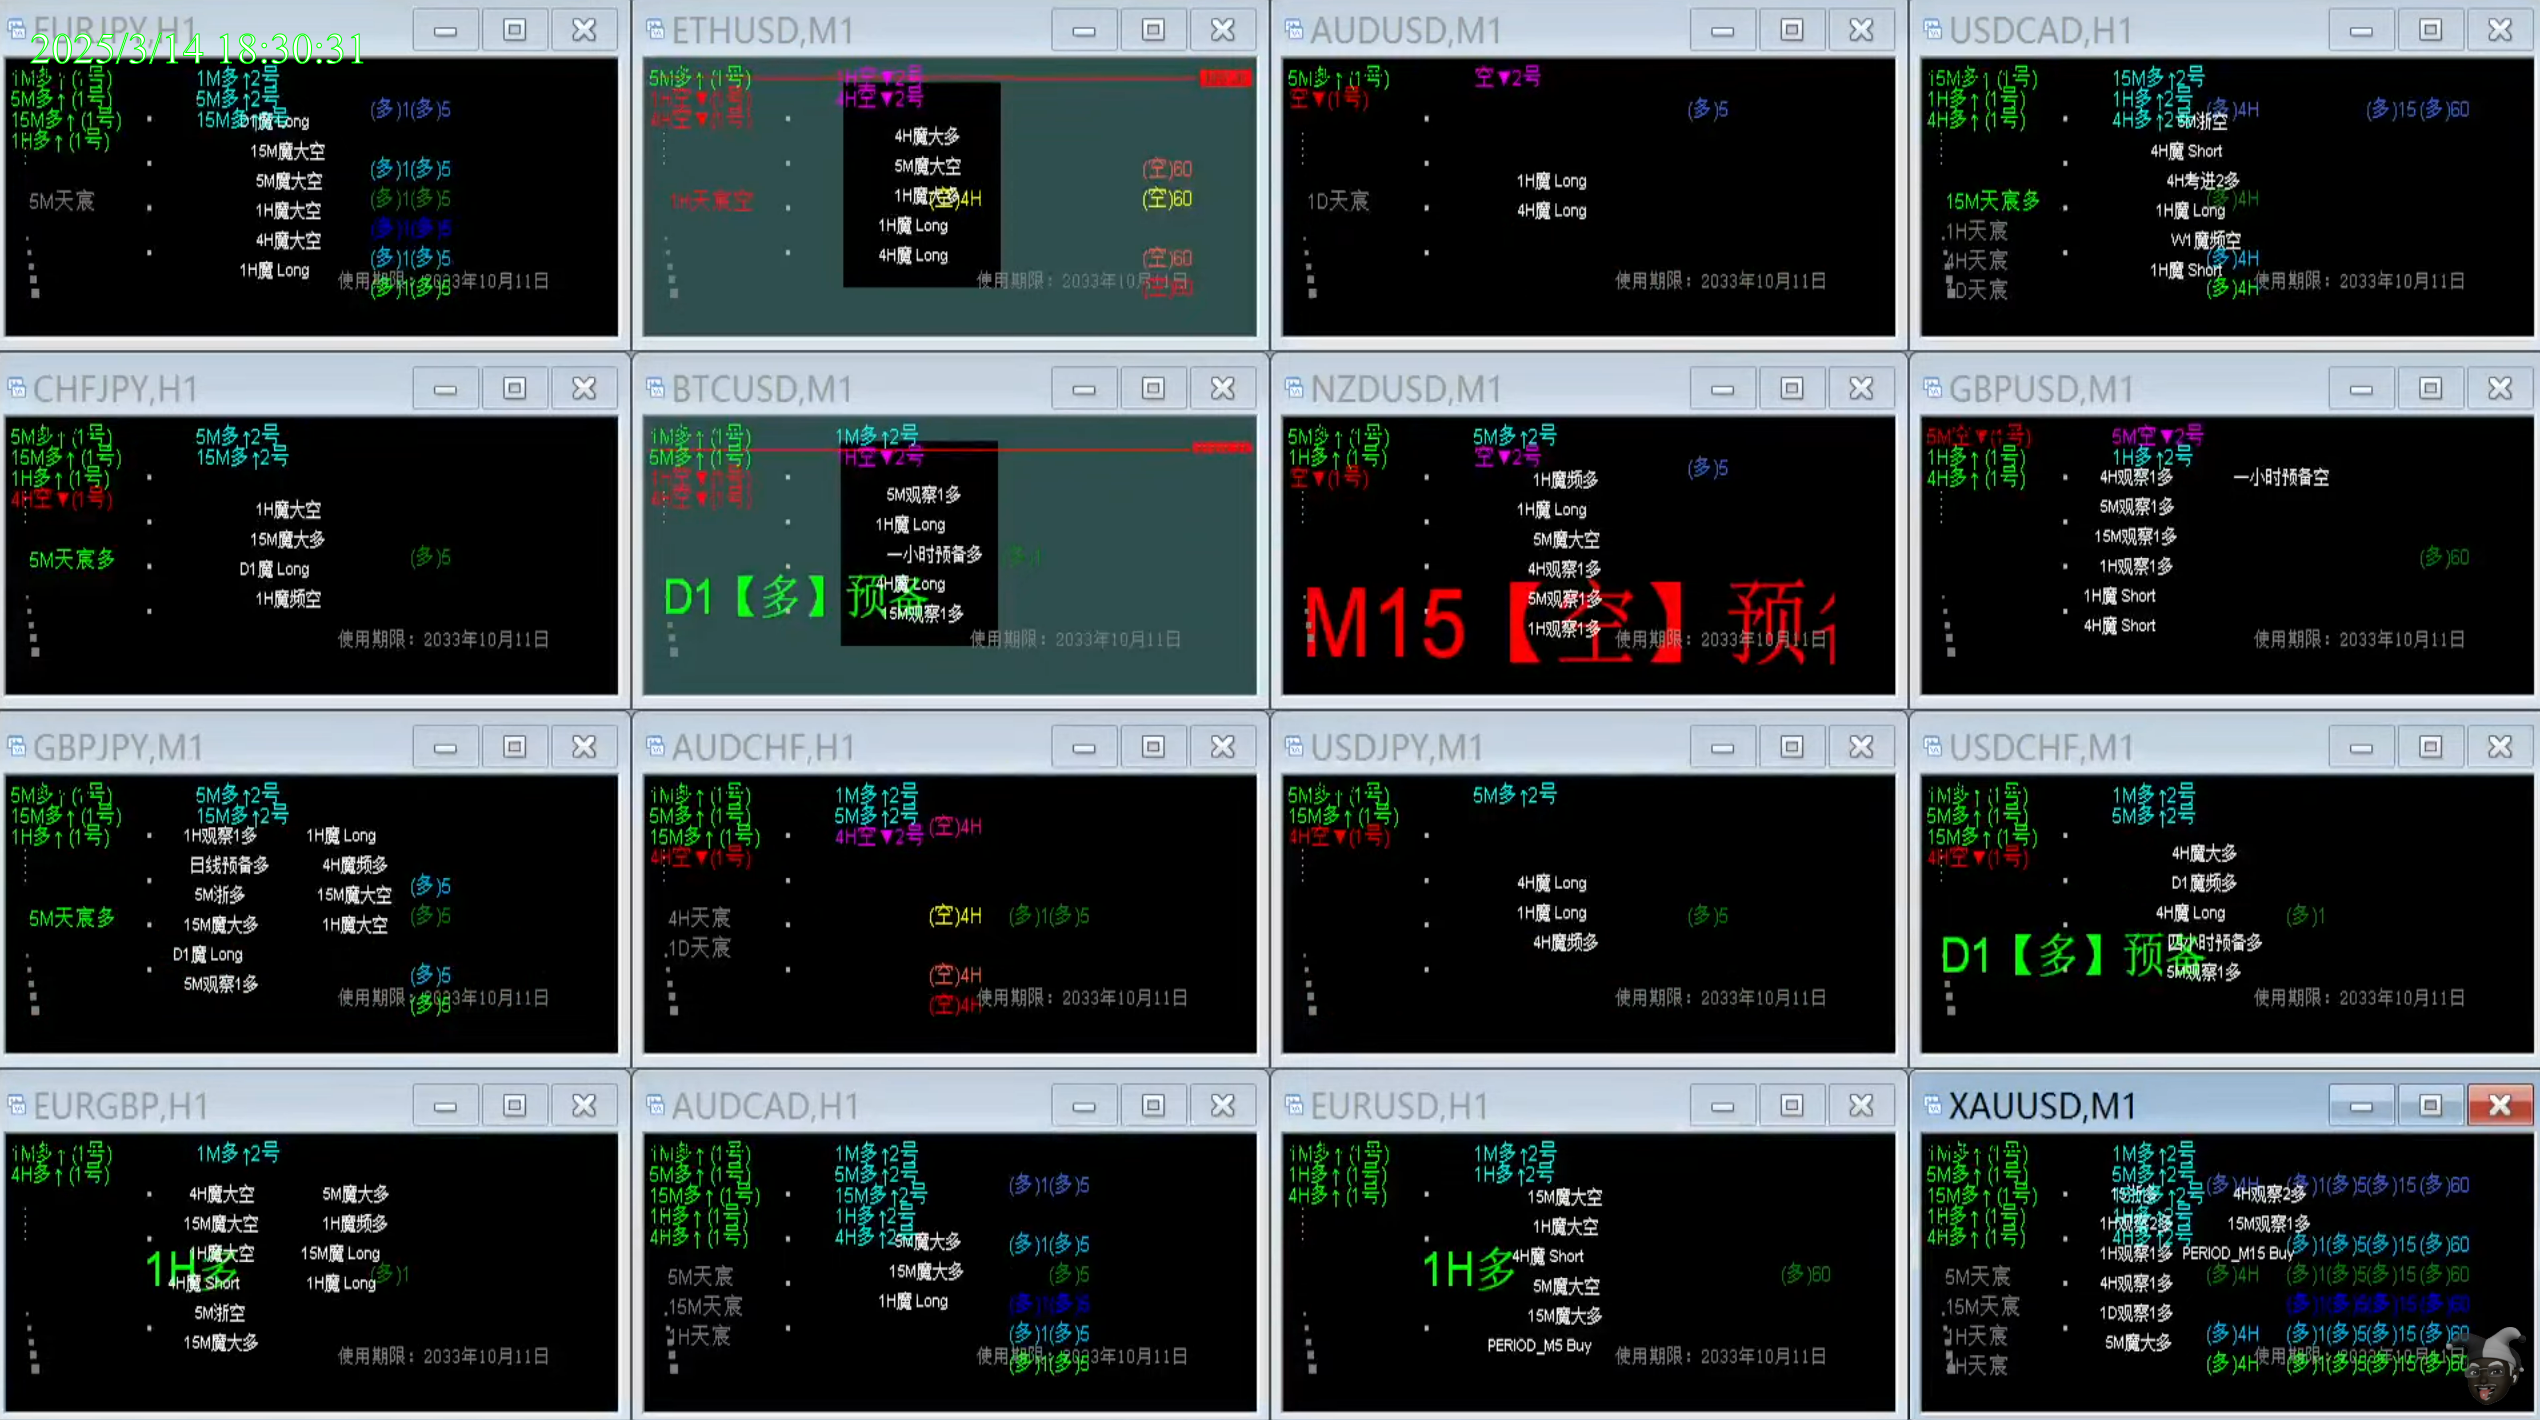 EURJPY,H1
2025/3/14 18:30:31
1M多↑(1号) 1M多↑2号
5M多↑(1号) 5M多↑2号 (多)1(多)5
15M多↑(1号) 15M多↑2号 D1魔 Long
1H多↑(1号)
15M魔大空
(多)1(多)5
5M魔大空
5M天宸 (多)1(多)5
1H魔大空
(多)1(多)5
4H魔大空
(多)1(多)5
1H魔 Long
使用期限：2033年10月11日
(多)1(多)5
ETHUSD,M1
5M多↑(1号) 1H空▼2号
1H空▼(1号) 4H空▼2号
4H空▼(1号)
4H魔大多
5M魔大空 (空)60
1H天宸空 1H魔大多 (空)4H (空)60
1H魔 Long
4H魔 Long (空)60
使用期限：2033年10月11日
(空)60
AUDUSD,M1
5M多↑(1号) 空▼2号
空▼(1号) (多)5
1H魔 Long
1D天宸 4H魔 Long
使用期限：2033年10月11日
USDCAD,H1
15M多↑(1号) 15M多↑2号
1H多↑(1号) 1H多↑2号 (多)4H (多)15(多)60
4H多↑(1号) 4H多↑2号 5M浙空
4H魔 Short
4H考进2多
15M天宸多 (多)4H
1H魔 Long
1H天宸 W1魔频空
4H天宸 (多)4H
1H魔 Short
使用期限：2033年10月11日
D天宸 (多)4H
CHFJPY,H1
5M多↑(1号) 5M多↑2号
15M多↑(1号) 15M多↑2号
1H多↑(1号)
4H空▼(1号)
1H魔大空
15M魔大多
5M天宸多 (多)5
D1魔 Long
1H魔频空
使用期限：2033年10月11日
BTCUSD,M1
1M多↑(1号) 1M多↑2号
5M多↑(1号) 1H空▼2号
1H空▼(1号)
4H空▼(1号) 5M观察1多
1H魔 Long
一小时预备多
4H魔 Long
D1【多】预备
15M观察1多
使用期限：2033年10月11日
NZDUSD,M1
5M多↑(1号) 5M多↑2号
1H多↑(1号) 空▼2号 (多)5
空▼(1号) 1H魔频多
1H魔 Long
5M魔大空
4H观察1多
5M观察1多
M15【空】预
1H观察1多
使用期限：2033年10月11日
GBPUSD,M1
5M空▼(1号) 5M空▼2号
1H多↑(1号) 1H多↑2号
4H多↑(1号) 4H观察1多 一小时预备空
5M观察1多
15M观察1多
(多)60
1H观察1多
1H魔 Short
4H魔 Short
使用期限：2033年10月11日
GBPJPY,M1
5M多↑(1号) 5M多↑2号
15M多↑(1号) 15M多↑2号
1H多↑(1号) 1H观察1多 1H魔 Long
日线预备多 4H魔频多
5M浙多 15M魔大空 (多)5
5M天宸多 15M魔大多 1H魔大空 (多)5
D1魔 Long
(多)5
5M观察1多
使用期限：2033年10月11日
(多)5
AUDCHF,H1
1M多↑(1号) 1M多↑2号
5M多↑(1号) 5M多↑2号
15M多↑(1号) 4H空▼2号 (空)4H
4H空▼(1号)
4H天宸 (空)4H (多)1(多)5
1D天宸
(空)4H
(空)4H 使用期限：2033年10月11日
USDJPY,M1
5M多↑(1号) 5M多↑2号
15M多↑(1号)
4H空▼(1号)
4H魔 Long
1H魔 Long (多)5
4H魔频多
使用期限：2033年10月11日
USDCHF,M1
1M多↑(1号) 1M多↑2号
5M多↑(1号) 5M多↑2号
15M多↑(1号)
4H空▼(1号) 4H魔大多
D1魔频多
4H魔 Long (多)1
四小时预备多
D1【多】预备
5M观察1多
使用期限：2033年10月11日
EURGBP,H1
1M多↑(1号) 1M多↑2号
4H多↑(1号)
4H魔大空 5M魔大多
15M魔大空 1H魔频多
1H魔大空 15M魔 Long
1H多 (多)1
4H魔 Short 1H魔 Long
5M浙空
15M魔大多
使用期限：2033年10月11日
AUDCAD,H1
1M多↑(1号) 1M多↑2号
5M多↑(1号) 5M多↑2号
15M多↑(1号) 15M多↑2号 (多)1(多)5
1H多↑(1号) 1H多↑2号
4H多↑(1号) 4H多↑2号 5M魔大多 (多)1(多)5
5M天宸 15M魔大多 (多)5
15M天宸 1H魔 Long (多)1(多)5
1H天宸 (多)1(多)5
使用期限：2033年10月11日
(多)1(多)5
EURUSD,H1
1M多↑(1号) 1M多↑2号
1H多↑(1号) 1H多↑2号
4H多↑(1号) 15M魔大空
1H魔大空
4H魔 Short
1H多 (多)60
5M魔大空
15M魔大多
PERIOD_M5 Buy
使用期限：2033年10月11日
XAUUSD,M1
1M多↑(1号) 1M多↑2号
5M多↑(1号) 5M多↑2号 (多)4H (多)1(多)5(多)15(多)60
15M多↑(1号) 4H观察2多
1H多↑(1号) 1H观察2多 15M观察1多
4H多↑(1号) (多)1(多)5(多)15(多)60
1H观察1多 PERIOD_M15 Buy
5M天宸 4H观察1多 (多)4H (多)1(多)5(多)15(多)60
15M天宸 1D观察1多 (多)1(多)5(多)15(多)60
1H天宸 5M魔大多 (多)4H (多)1(多)5(多)15(多)60
4H天宸 (多)4H (多)1(多)5(多)15(多)60